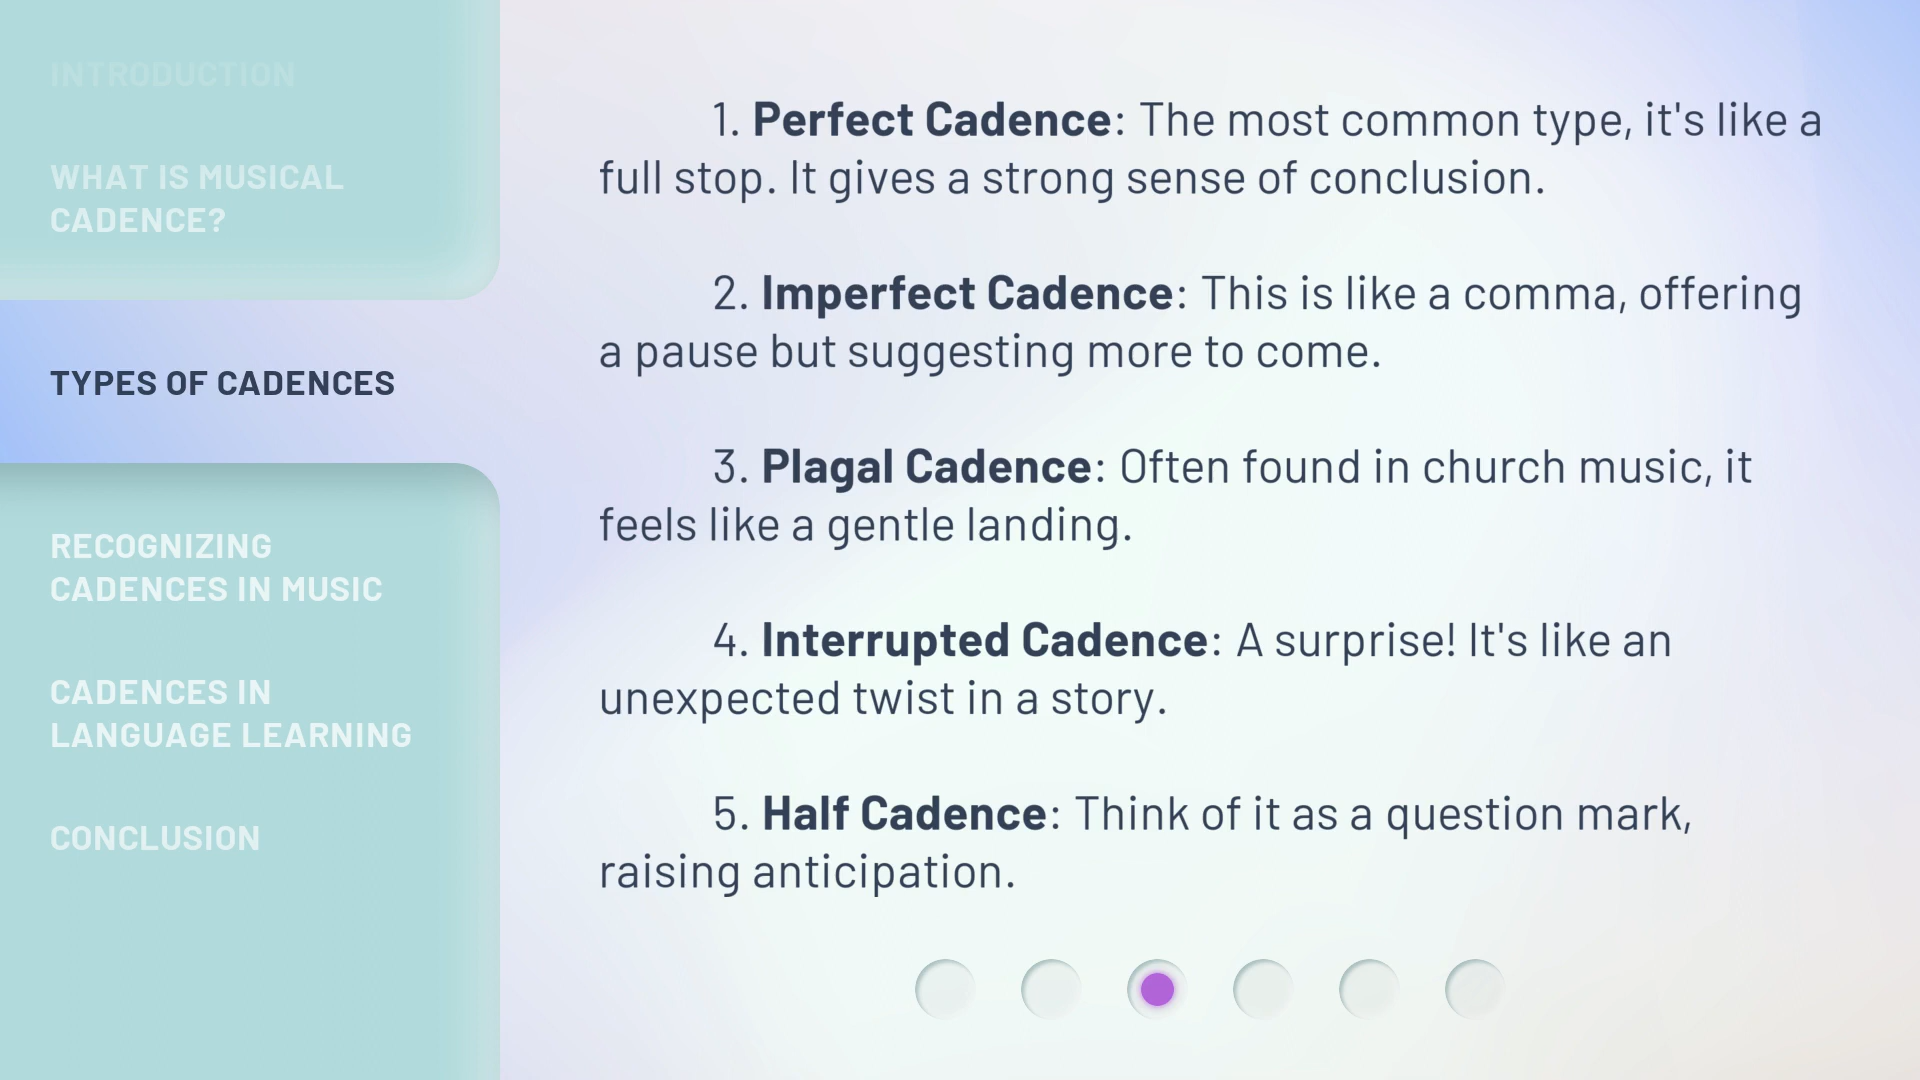 INTRODUCTION
WHAT IS MUSICAL
CADENCE?
TYPES OF CADENCES
RECOGNIZING
CADENCES IN MUSIC
CADENCES IN
LANGUAGE LEARNING
CONCLUSION
1. Perfect Cadence: The most common type, it's like a
full stop. It gives a strong sense of conclusion.
2. Imperfect Cadence: This is like a comma, offering
a pause but suggesting more to come.
3. Plagal Cadence: Often found in church music, it
feels like a gentle landing.
4. Interrupted Cadence: A surprise! It's like an
unexpected twist in a story.
5. Half Cadence: Think of it as a question mark,
raising anticipation.